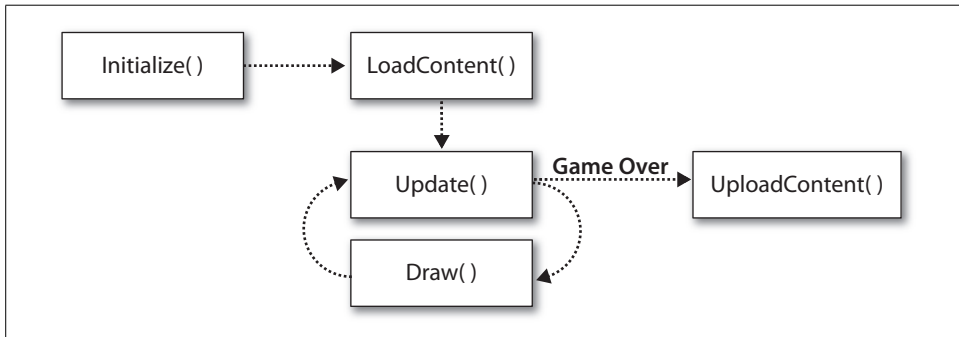 Initialize( )
LoadContent( )
Update( )
Game Over
UploadContent( )
Draw( )